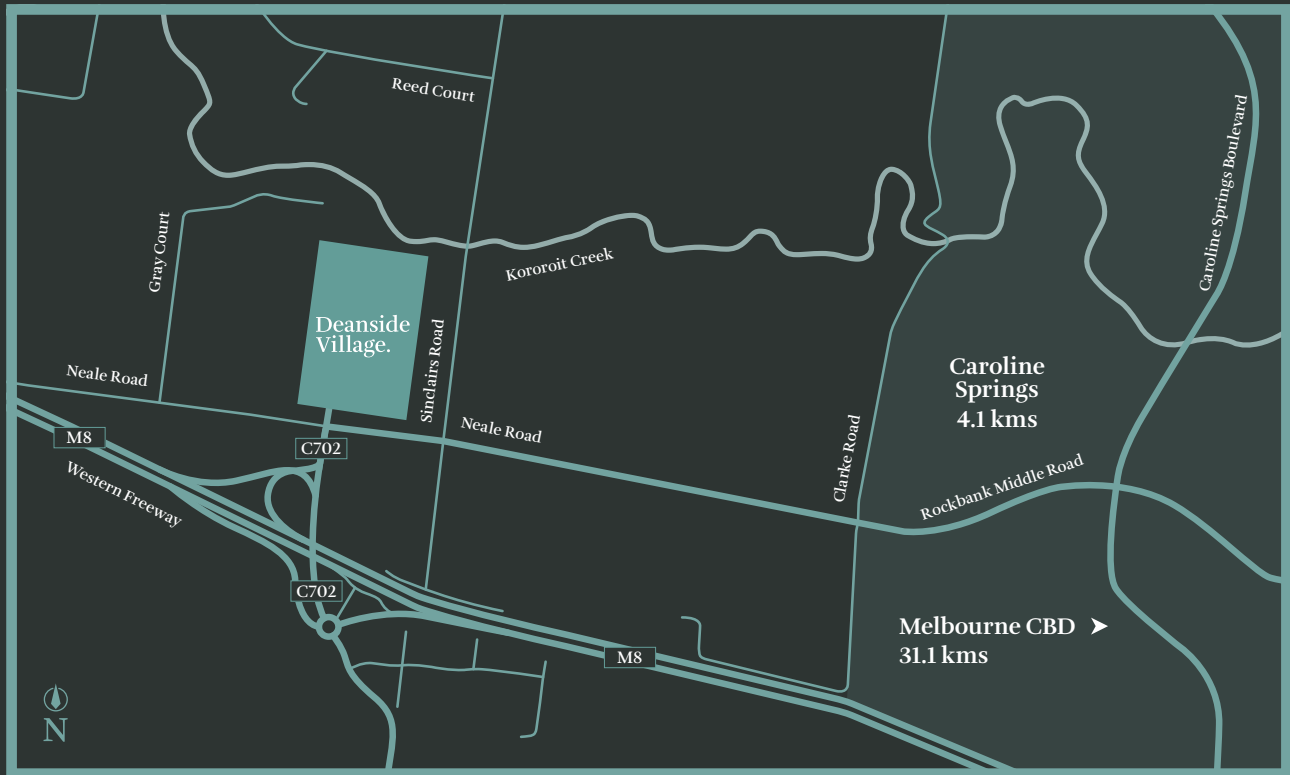 Reed Court
Caroline Springs Boulevard
Gray Court
Kororoit Creek
Deanside
Village.
Sinclairs Road
Caroline
Springs
4.1 kms
Neale Road
Neale Road
M8
C702
Clarke Road
Rockbank Middle Road
Western Freeway
C702
Melbourne CBD
31.1 kms
M8
N